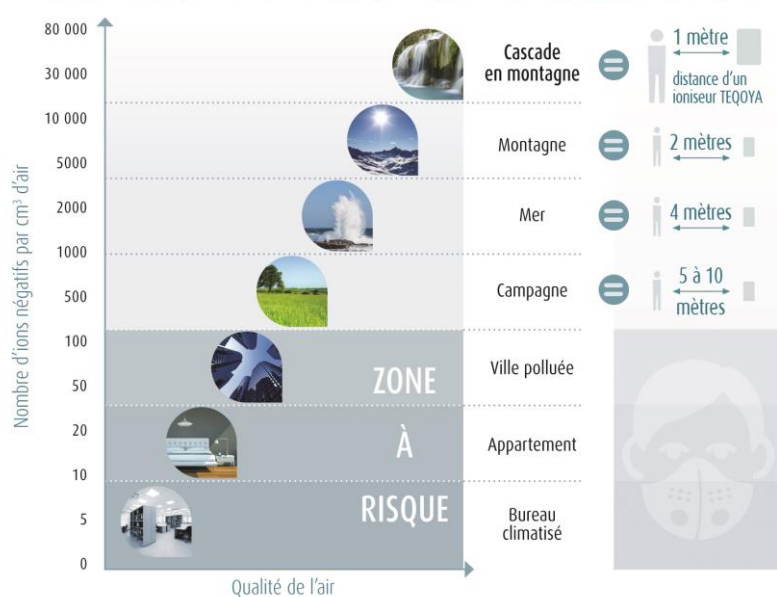 80 000
30 000
10 000
5000
2000
1000
500
100
50
20
10
5
0
Nombre d'ions négatifs par cm³ d'air
Qualité de l'air
ZONE
À
RISQUE
Cascade
en montagne
1 mètre
distance d'un
ioniseur TEQOYA
Montagne
2 mètres
Mer
4 mètres
Campagne
5 à 10
mètres
Ville polluée
Appartement
Bureau
climatisé